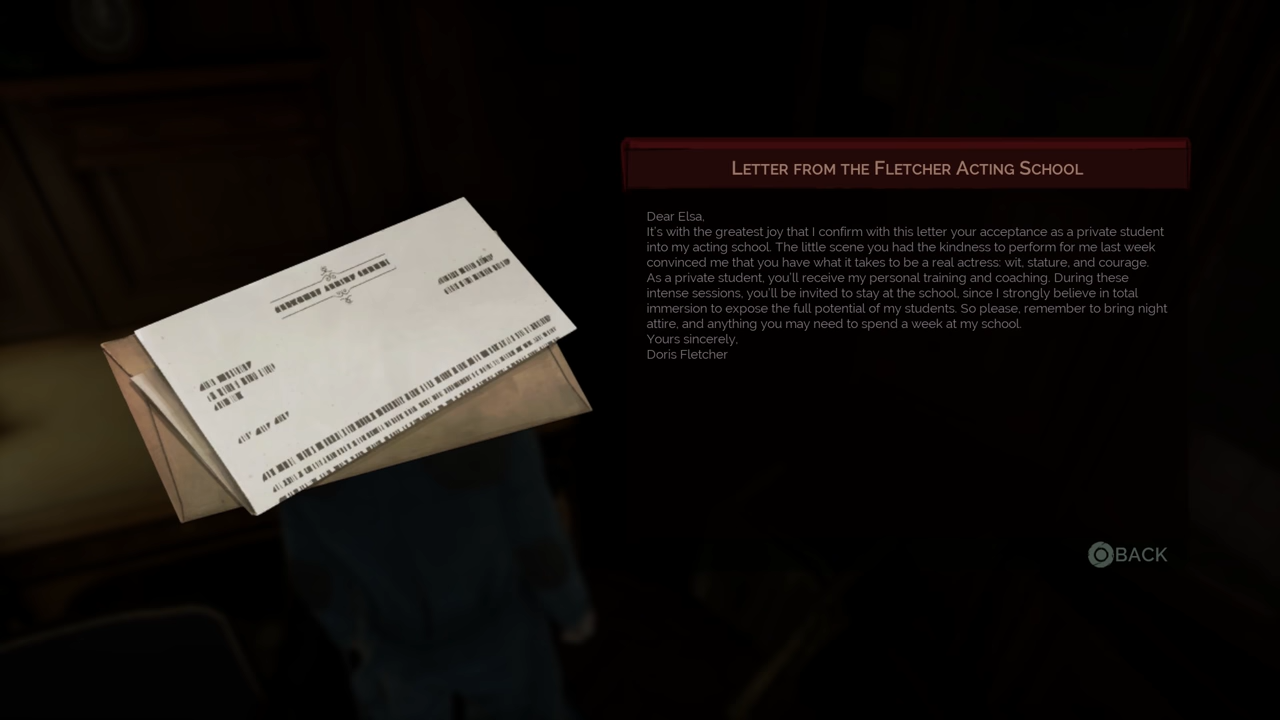 Letter from the Fletcher Acting School
Dear Elsa,
It's with the greatest joy that I confirm with this letter your acceptance as a private student
into my acting school. The little scene you had the kindness to perform for me last week
convinced me that you have what it takes to be a real actress: wit, stature, and courage.
As a private student, you'll receive my personal training and coaching. During these
intense sessions, you'll be invited to stay at the school, since I strongly believe in total
immersion to expose the full potential of my students. So please, remember to bring night
attire, and anything you may need to spend a week at my school.
Yours sincerely,
Doris Fletcher
BACK